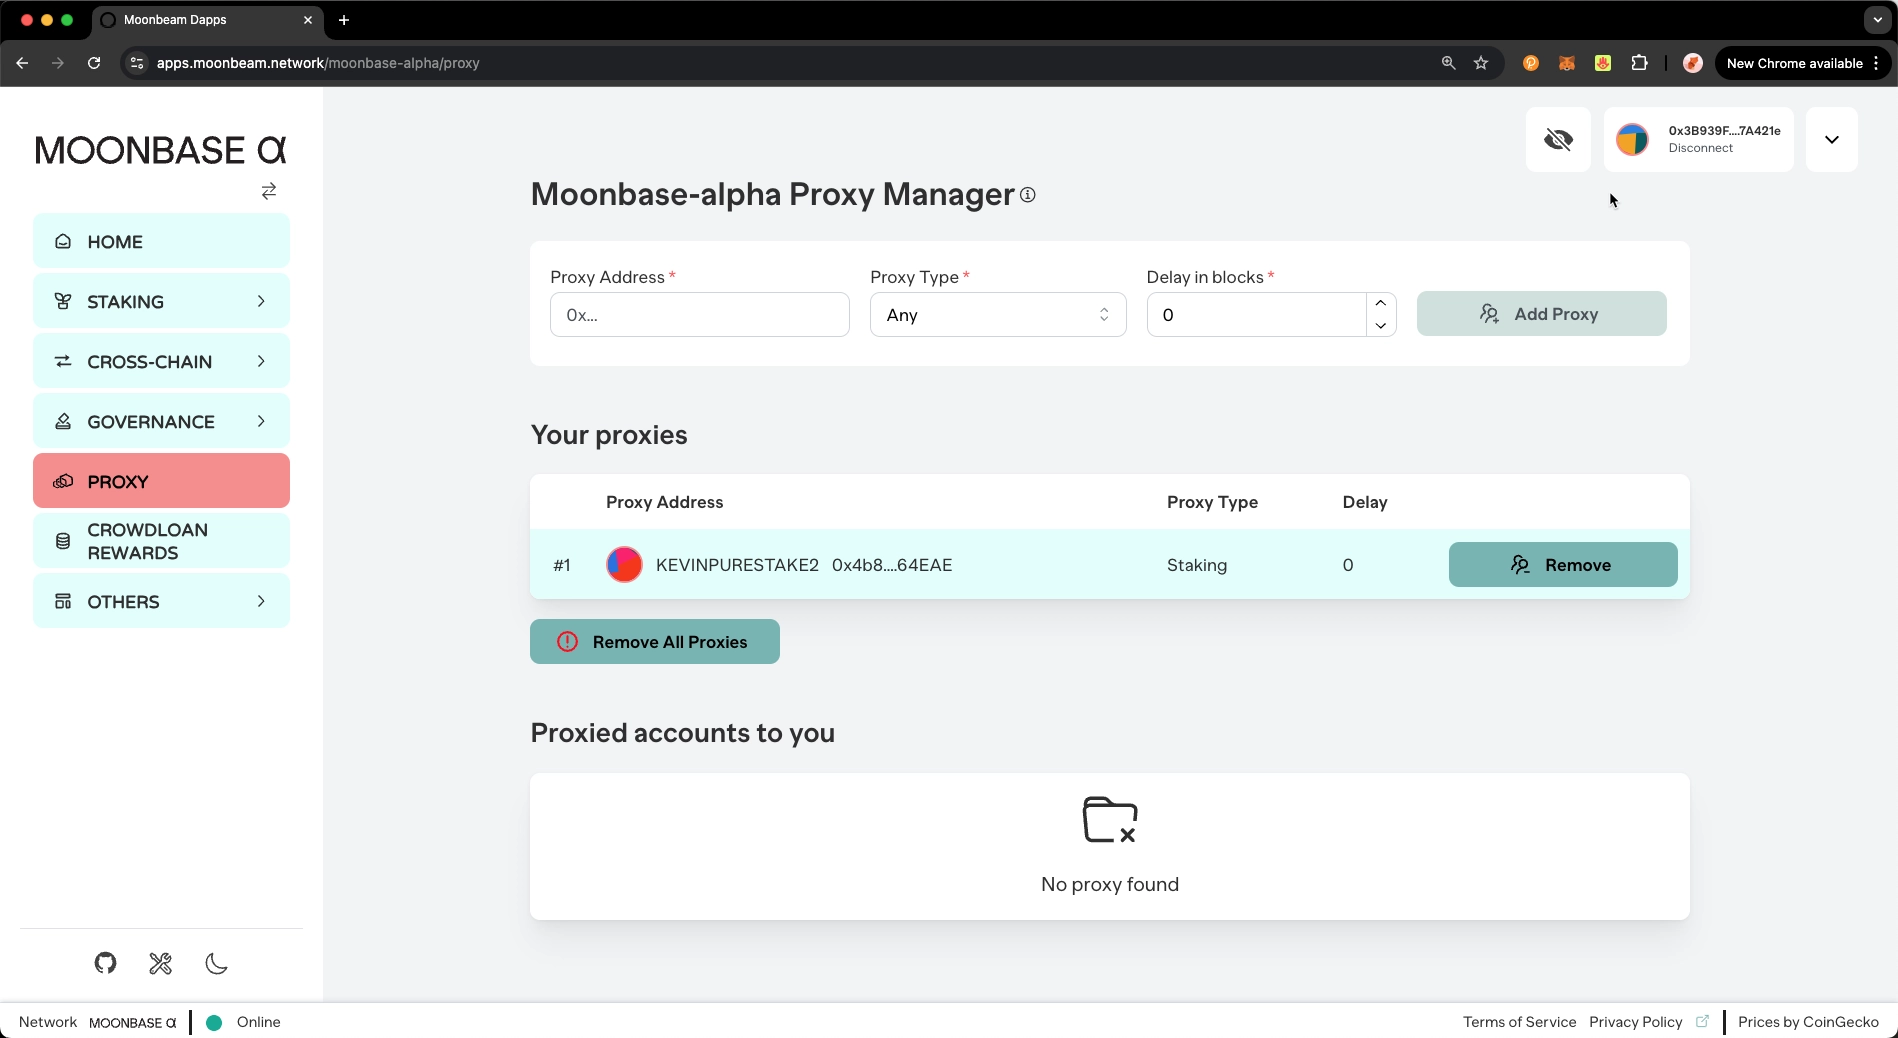 Moonbeam Dapps
apps.moonbeam.network/moonbase-alpha/proxy
New Chrome available
MOONBASE α
HOME
STAKING
CROSS-CHAIN
GOVERNANCE
PROXY
CROWDLOAN
REWARDS
OTHERS
0x3B939F....7A421e
Disconnect
Moonbase-alpha Proxy Manager
Proxy Address *
Proxy Type *
Delay in blocks *
0x...
Any
0
Add Proxy
Your proxies
Proxy Address
Proxy Type
Delay
#1 KEVINPURESTAKE2 0x4b8....64EAE Staking 0 Remove
Remove All Proxies
Proxied accounts to you
No proxy found
Network MOONBASE α Online
Terms of Service Privacy Policy Prices by CoinGecko